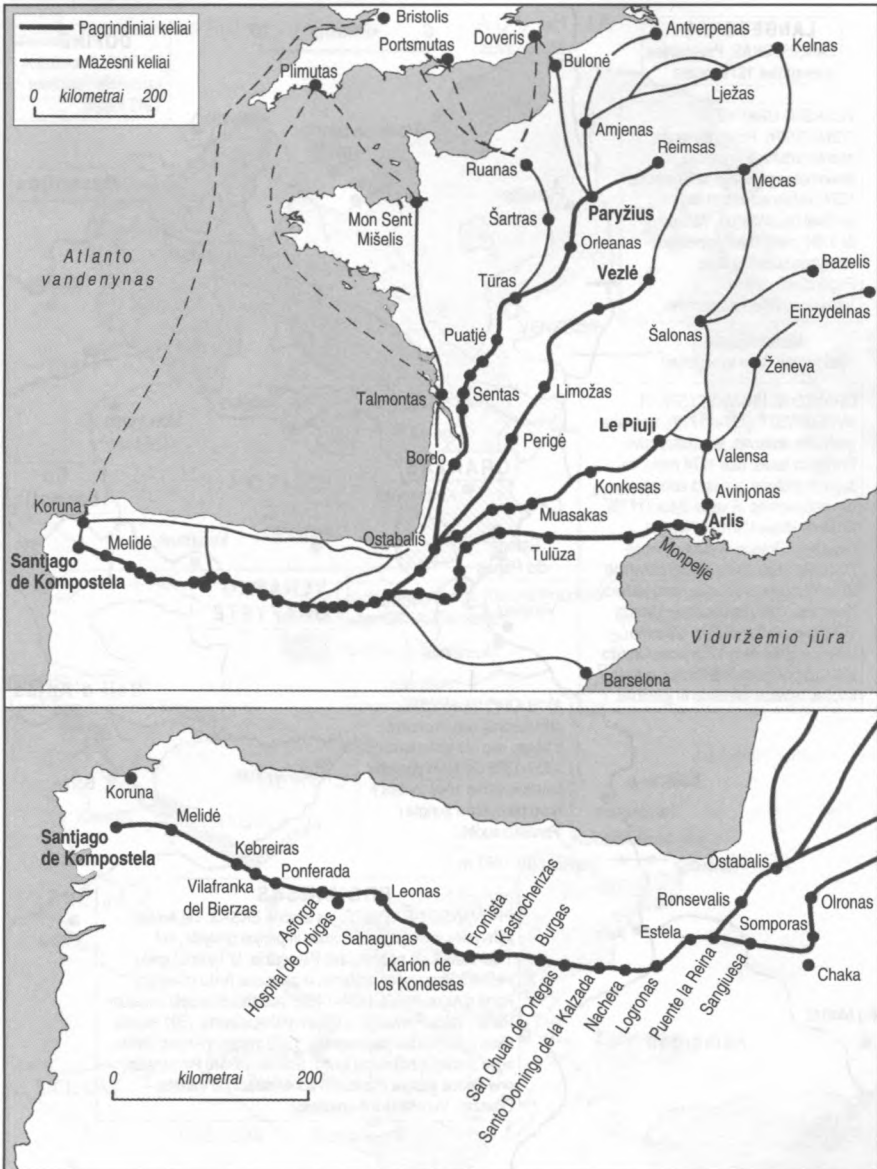 Pagrindiniai keliai
Mažesni keliai
0 kilometrai 200
Bristolis
Portsmutas
Plimutas
Doveris
Bulonė
Antverpenas
Kelnas
Lježas
Amjenas
Reimsas
Ruanas
Mecas
Šartras
Paryžius
Mon Sent
Mišelis
Orleanas
Vezlė
Atlanto
vandenynas
Bazelis
Tūras
Einzydelnas
Šalonas
Puatjė
Ženeva
Talmontas
Sentas
Limožas
Le Piuji
Perigė
Valensa
Bordo
Konkesas
Avinjonas
Koruna
Muasakas
Arlis
Ostabalis
Melidė
Tulūza
Monpeljė
Santjago
de Kompostela
Viduržemio jūra
Barselona
Koruna
Santjago
de Kompostela
Melidė
Kebreiras
Ponferada
Vilafranka
del Bierzas
Leonas
Astorga
Hospital de Orbigas
Sahagunas
Karion de
los Kondesas
Fromista
Kastrocherizas
Burgas
San Chuan de Ortegas
Santo Domingo de la Kalzada
Nachera
Logronas
Estela
Puente la Reina
Sangluesa
Ostabalis
Ronsevalis
Somporas
Olronas
Chaka
kilometrai
0 200